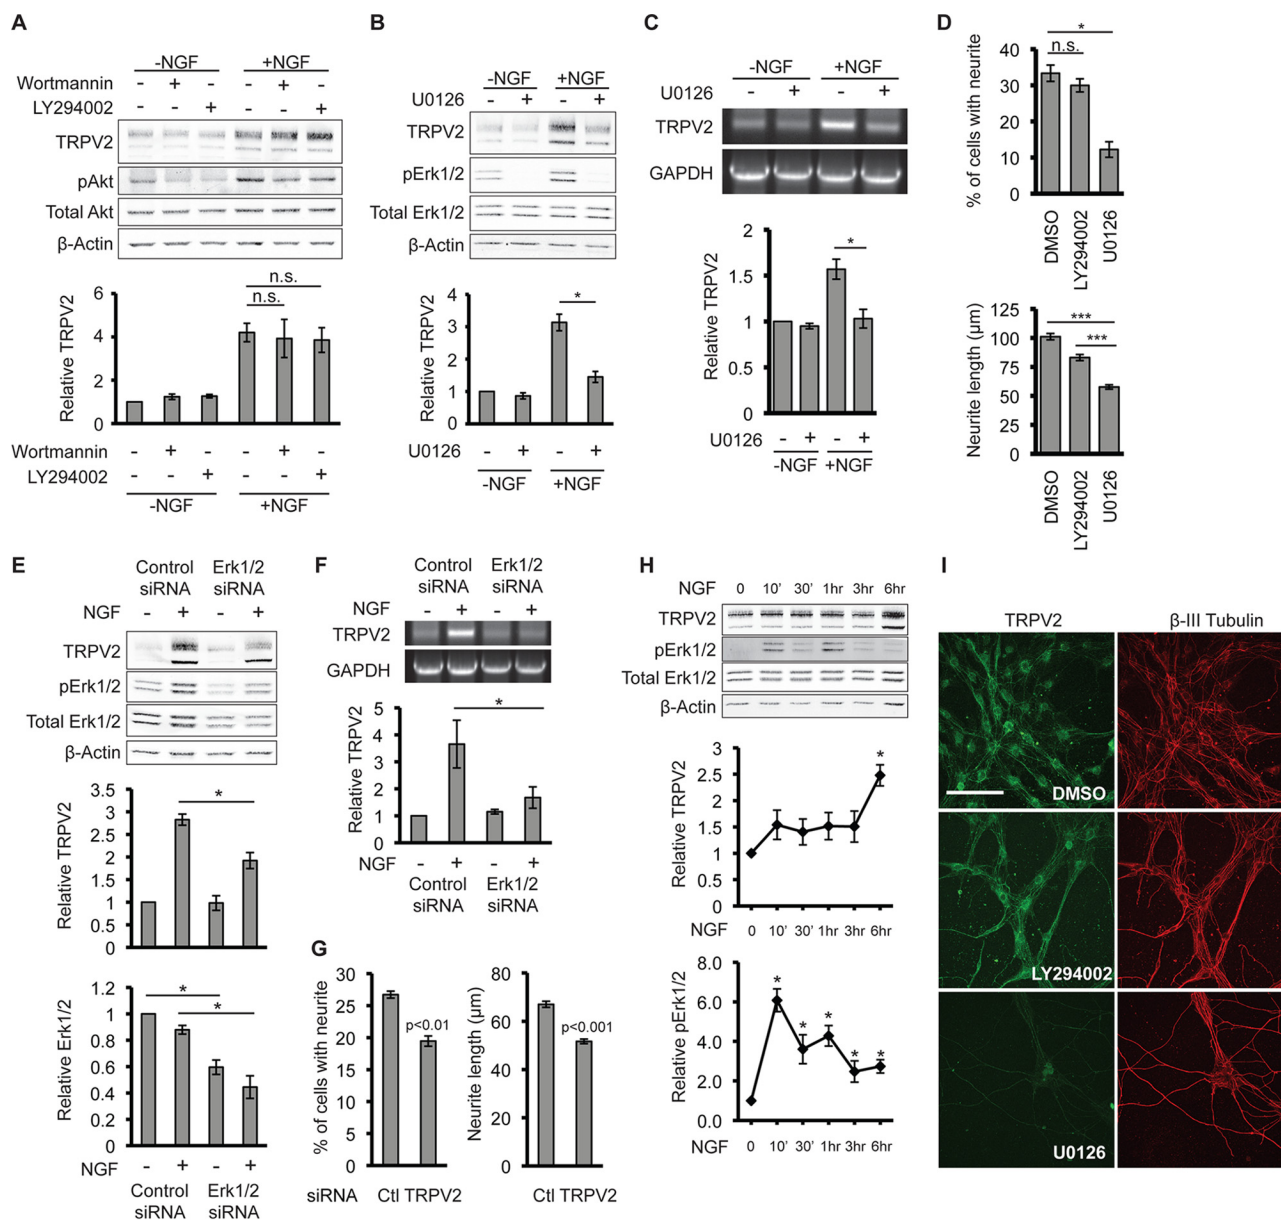 A
-NGF +NGF
Wortmannin - + - - + -
LY294002 - - + - - +
TRPV2
pAkt
Total Akt
β-Actin
Relative TRPV2
6
4
2
0
n.s.
n.s.
Wortmannin - + - - + -
LY294002 - - + - - +
-NGF +NGF
B
-NGF +NGF
U0126 - + - +
TRPV2
pErk1/2
Total Erk1/2
β-Actin
Relative TRPV2
4
3
2
1
0
*
U0126 - + - +
-NGF +NGF
C
-NGF +NGF
U0126 - + - +
TRPV2
GAPDH
Relative TRPV2
2
1.5
1
0.5
0
*
U0126 - + - +
-NGF +NGF
D
% of cells with neurite
40
30
20
10
0
*
n.s.
DMSO
LY294002
U0126
Neurite length (µm)
125
100
75
50
25
0
***
***
DMSO
LY294002
U0126
E
Control siRNA
Erk1/2 siRNA
NGF - + - +
TRPV2
pErk1/2
Total Erk1/2
β-Actin
Relative TRPV2
3.5
3
2.5
2
1.5
1
0.5
0
*
Relative Erk1/2
1.2
1
0.8
0.6
0.4
0.2
0
*
*
NGF - + - +
Control siRNA
Erk1/2 siRNA
F
Control siRNA
Erk1/2 siRNA
NGF - + - +
TRPV2
GAPDH
Relative TRPV2
5
4
3
2
1
0
*
NGF - + - +
Control siRNA
Erk1/2 siRNA
G
% of cells with neurite
30
25
20
15
10
5
0
p<0.01
Neurite length (µm)
80
60
40
20
0
p<0.001
siRNA Ctl TRPV2 Ctl TRPV2
H
NGF 0 10' 30' 1hr 3hr 6hr
TRPV2
pErk1/2
Total Erk1/2
β-Actin
Relative TRPV2
3
2.5
2
1.5
1
0.5
0
*
NGF 0 10' 30' 1hr 3hr 6hr
Relative pErk1/2
8.0
6.0
4.0
2.0
0.0
* * * * *
NGF 0 10' 30' 1hr 3hr 6hr
I
TRPV2 β-III Tubulin
DMSO
LY294002
U0126